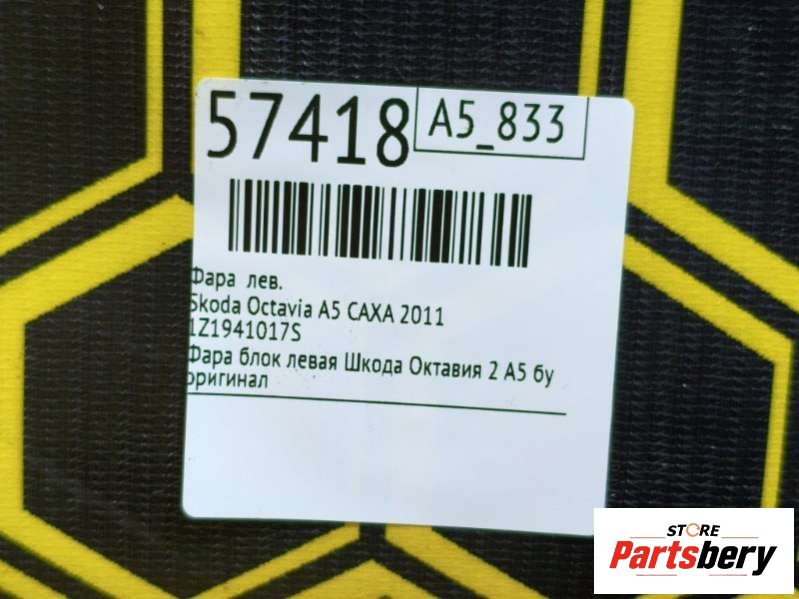 57418
A5_833
Фара лев.
Skoda Octavia A5 CAXA 2011
1Z1941017S
Фара блок левая Шкода Октавия 2 А5 бу
оригинал
STORE
Partsbery